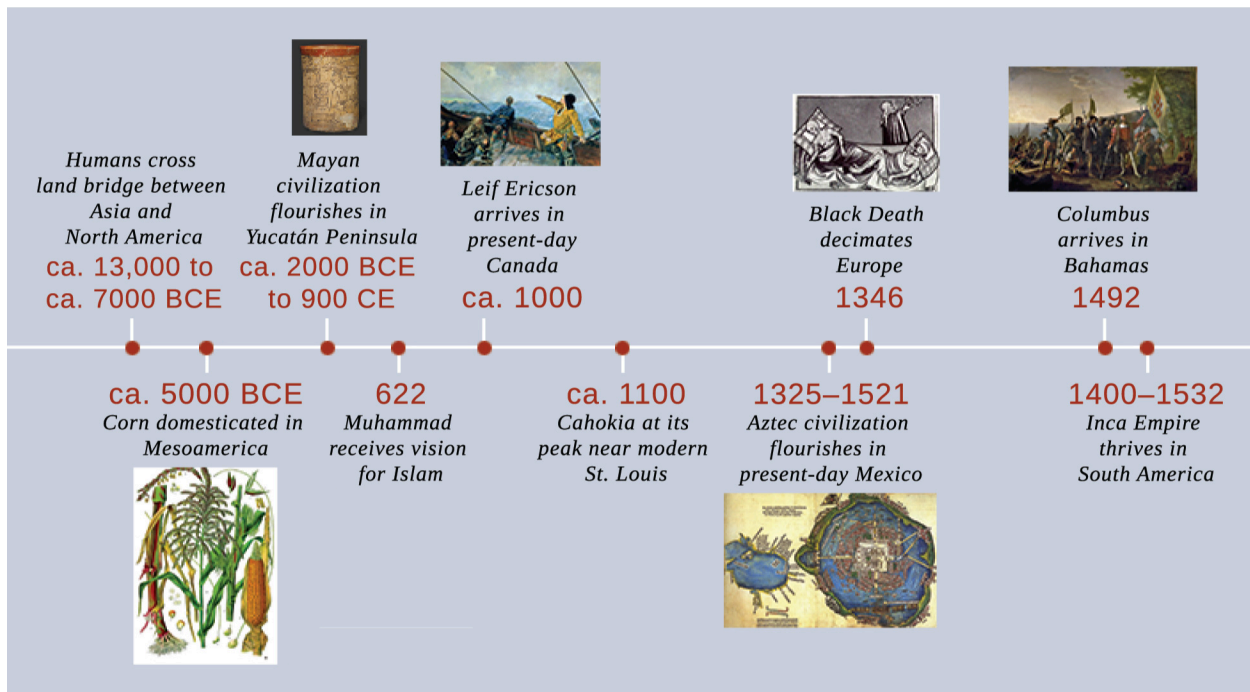 Humans cross
land bridge between
Asia and
North America
ca. 13,000 to
ca. 7000 BCE
Mayan
civilization
flourishes in
Yucatán Peninsula
ca. 2000 BCE
to 900 CE
Leif Ericson
arrives in
present-day
Canada
ca. 1000
Black Death
decimates
Europe
1346
Columbus
arrives in
Bahamas
1492
ca. 5000 BCE
Corn domesticated in
Mesoamerica
622
Muhammad
receives vision
for Islam
ca. 1100
Cahokia at its
peak near modern
St. Louis
1325–1521
Aztec civilization
flourishes in
present-day Mexico
1400–1532
Inca Empire
thrives in
South America